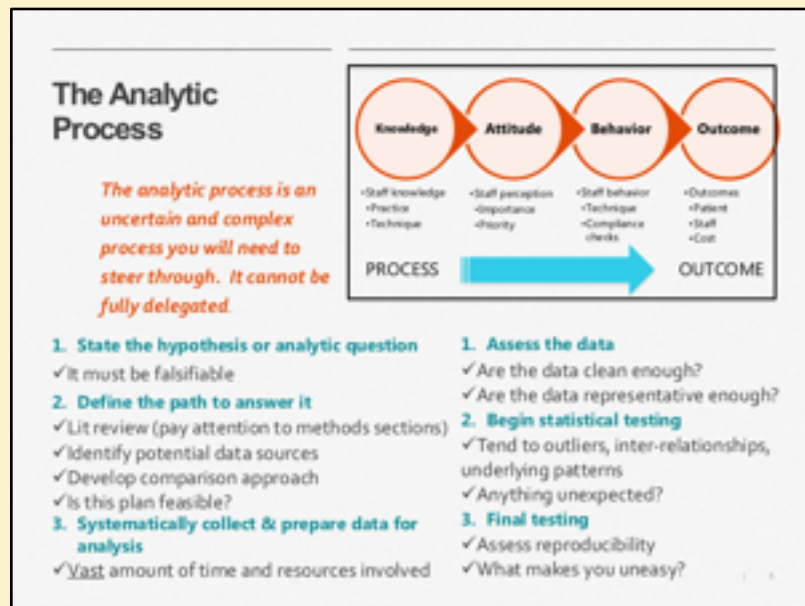 The Analytic
Process
The analytic process is an
uncertain and complex
process you will need to
steer through. It cannot be
fully delegated.
Knowledge
Attitude
Behavior
Outcome
•Staff knowledge
•Practice
•Technique
•Staff perception
•Importance
•Priority
•Staff behavior
•Technique
•Compliance
checks
•Outcomes
•Patient
•Staff
•Cost
PROCESS
OUTCOME
1. State the hypothesis or analytic question
✓It must be falsifiable
2. Define the path to answer it
✓Lit review (pay attention to methods sections)
✓Identify potential data sources
✓Develop comparison approach
✓Is this plan feasible?
3. Systematically collect & prepare data for
analysis
✓Vast amount of time and resources involved
1. Assess the data
✓Are the data clean enough?
✓Are the data representative enough?
2. Begin statistical testing
✓Tend to outliers, inter-relationships,
underlying patterns
✓Anything unexpected?
3. Final testing
✓Assess reproducibility
✓What makes you uneasy?